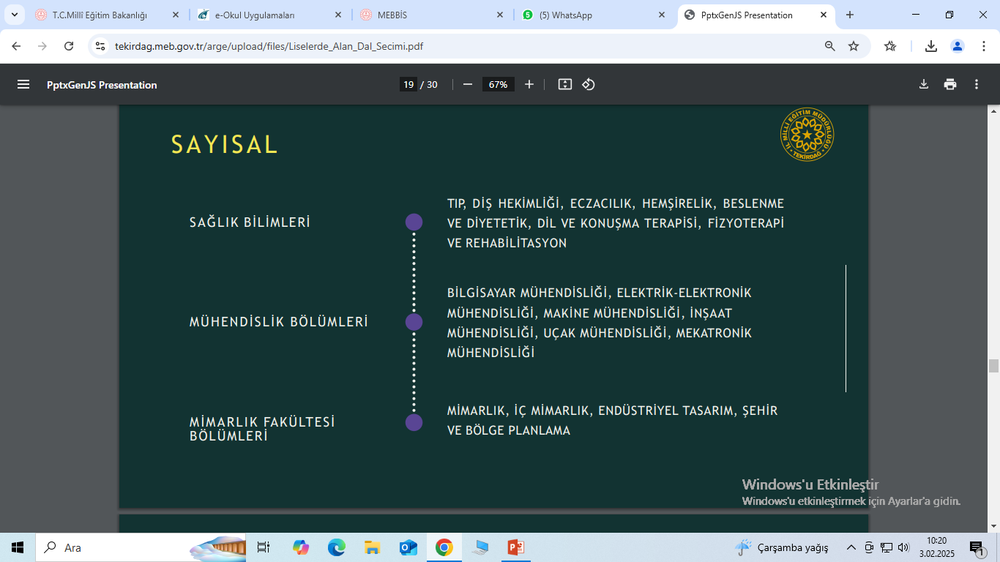 T.C.Millî Eğitim Bakanlığı
e-Okul Uygulamaları
MEBBİS
(5) WhatsApp
PptxGenJS Presentation
tekirdag.meb.gov.tr/arge/upload/files/Liselerde_Alan_Dal_Secimi.pdf
PptxGenJS Presentation
19 / 30
67%
SAYISAL
İL MİLLİ EĞİTİM MÜDÜRLÜĞÜ
TEKİRDAĞ
SAĞLIK BİLİMLERİ
TIP, DİŞ HEKİMLİĞİ, ECZACILIK, HEMŞİRELİK, BESLENME
VE DİYETETİK, DİL VE KONUŞMA TERAPİSİ, FİZYOTERAPİ
VE REHABİLİTASYON
MÜHENDİSLİK BÖLÜMLERİ
BİLGİSAYAR MÜHENDİSLİĞİ, ELEKTRİK-ELEKTRONİK
MÜHENDİSLİĞİ, MAKİNE MÜHENDİSLİĞİ, İNŞAAT
MÜHENDİSLİĞİ, UÇAK MÜHENDİSLİĞİ, MEKATRONİK
MÜHENDİSLİĞİ
MİMARLIK FAKÜLTESİ
BÖLÜMLERİ
MİMARLIK, İÇ MİMARLIK, ENDÜSTRİYEL TASARIM, ŞEHİR
VE BÖLGE PLANLAMA
Windows'u Etkinleştir
Windows'u etkinleştirmek için Ayarlar'a gidin.
Ara
Çarşamba yağış
10:20
3.02.2025
1